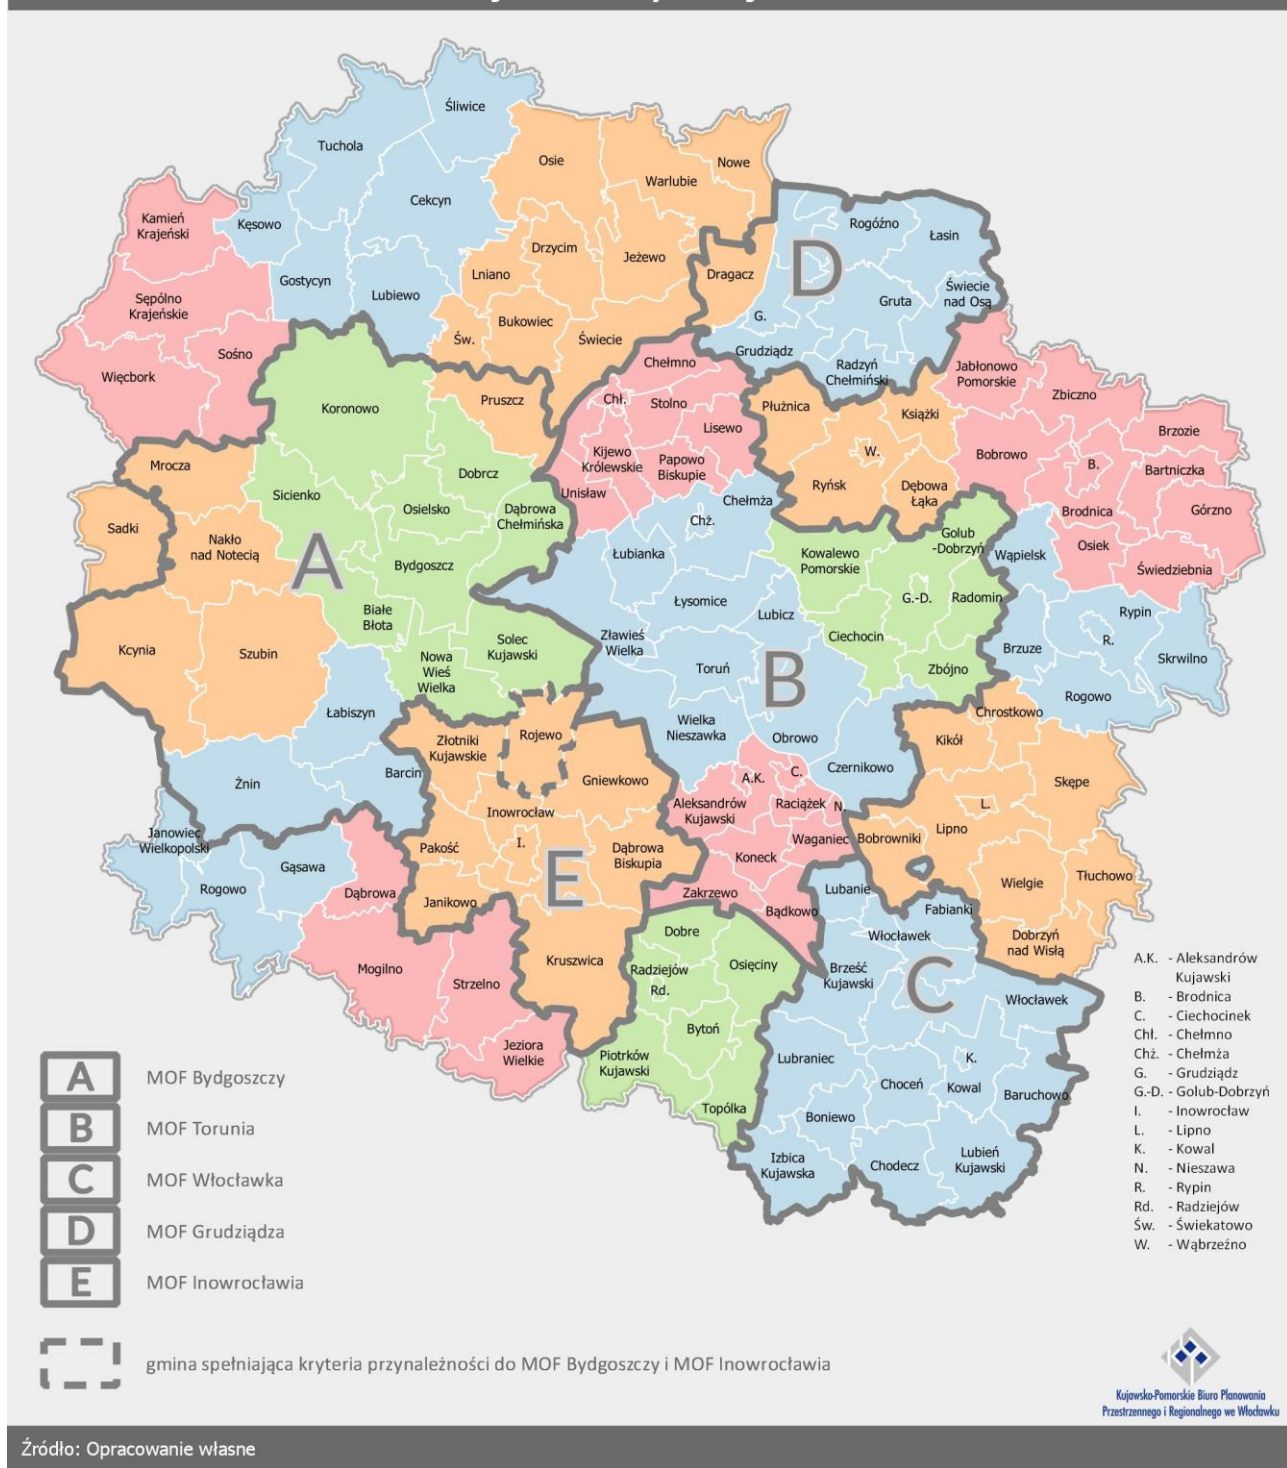 Śliwice
Tuchola
Osie
Nowe
Warlubie
Cekcyn
Kamień
Krajeński
Kęsowo
Rogóźno
Łasin
Drzycim
Jeżewo
Lniano
Dragacz
D
Gostycyn
Lubiewo
Świecie
nad Osą
Sępólno
Krajeńskie
Gruta
G.
Bukowiec
Św.
Świecie
Sośno
Grudziądz
Radzyń
Chełmiński
Więcbork
Chełmno
Jabłonowo
Pomorskie
Zbiczno
Koronowo
Pruszcz
Chł.
Stolno
Płużnica
Książki
Lisewo
Brzozie
Mrocza
Kijewo
Królewskie
Papowo
Biskupie
W.
Bobrowo
B.
Bartniczka
Dobrcz
Sicienko
Unisław
Ryńsk
Dębowa
Łąka
Osielsko
Dąbrowa
Chełmińska
Chełmża
Brodnica
Górzno
Sadki
Chż.
Nakło
nad Notecią
A
Bydgoszcz
Łubianka
Kowalewo
Pomorskie
Golub
-Dobrzyń
Wąpielsk
Osiek
Świedziebnia
Łysomice
G.-D.
Radomin
Białe
Błota
Lubicz
Rypin
Kcynia
Szubin
Solec
Kujawski
Zławieś
Wielka
Ciechocin
Brzuze
R.
Skrwilno
Nowa
Wieś
Wielka
Toruń
B
Zbójno
Rogowo
Łabiszyn
Wielka
Nieszawka
Chrostkowo
Złotniki
Kujawskie
Rojewo
Obrowo
Kikół
Żnin
Barcin
Gniewkowo
A.K.
C.
Czernikowo
Skępe
Inowrocław
Aleksandrów
Kujawski
Raciążek
N.
L.
Janowiec
Wielkopolski
Pakość
I.
Dąbrowa
Biskupia
Waganiec
Bobrowniki
Lipno
Gąsawa
Koneck
Rogowo
Dąbrowa
E
Janikowo
Zakrzewo
Lubanie
Wielgie
Tłuchowo
Bądkowo
Fabianki
Dobre
Włocławek
Dobrzyń
nad Wisłą
Mogilno
Strzelno
Kruszwica
Radziejów
Rd.
Osięciny
Brześć
Kujawski
C
Włocławek
Bytoń
Jeziora
Wielkie
Piotrków
Kujawski
Lubraniec
K.
Choceń
Kowal
Baruchowo
Topólka
Boniewo
Izbica
Kujawska
Chodecz
Lubień
Kujawski
A.K. - Aleksandrów
Kujawski
B. - Brodnica
C. - Ciechocinek
Chł. - Chełmno
Chż. - Chełmża
G. - Grudziądz
G.-D. - Golub-Dobrzyń
I. - Inowrocław
L. - Lipno
K. - Kowal
N. - Nieszawa
R. - Rypin
Rd. - Radziejów
Św. - Świekatowo
W. - Wąbrzeźno
A MOF Bydgoszczy
B MOF Torunia
C MOF Włocławka
D MOF Grudziądza
E MOF Inowrocławia
gmina spełniająca kryteria przynależności do MOF Bydgoszczy i MOF Inowrocławia
Kujawsko-Pomorskie Biuro Planowania
Przestrzennego i Regionalnego we Włocławku
Źródło: Opracowanie własne